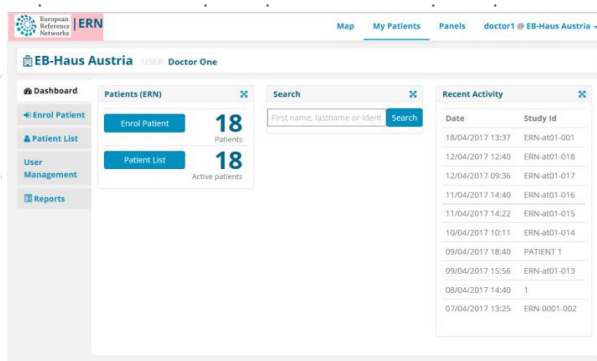 European
Reference
Networks
ERN
Map My Patients Panels doctor1 @ EB-Haus Austria
EB-Haus Austria USER: Doctor One
Dashboard
Enrol Patient
Patient List
User
Management
Reports
Patients (ERN)
Enrol Patient 18
Patients
Patient List 18
Active patients
Search
First name, lastname or Ident Search
Recent Activity
Date Study Id
18/04/2017 13:37 ERN-at01-001
12/04/2017 12:40 ERN-at01-018
12/04/2017 09:36 ERN-at01-017
11/04/2017 14:40 ERN-at01-016
11/04/2017 14:22 ERN-at01-015
10/04/2017 10:11 ERN-at01-014
09/04/2017 18:40 PATIENT 1
09/04/2017 15:56 ERN-at01-013
08/04/2017 14:40 1
07/04/2017 13:25 ERN-0001-002